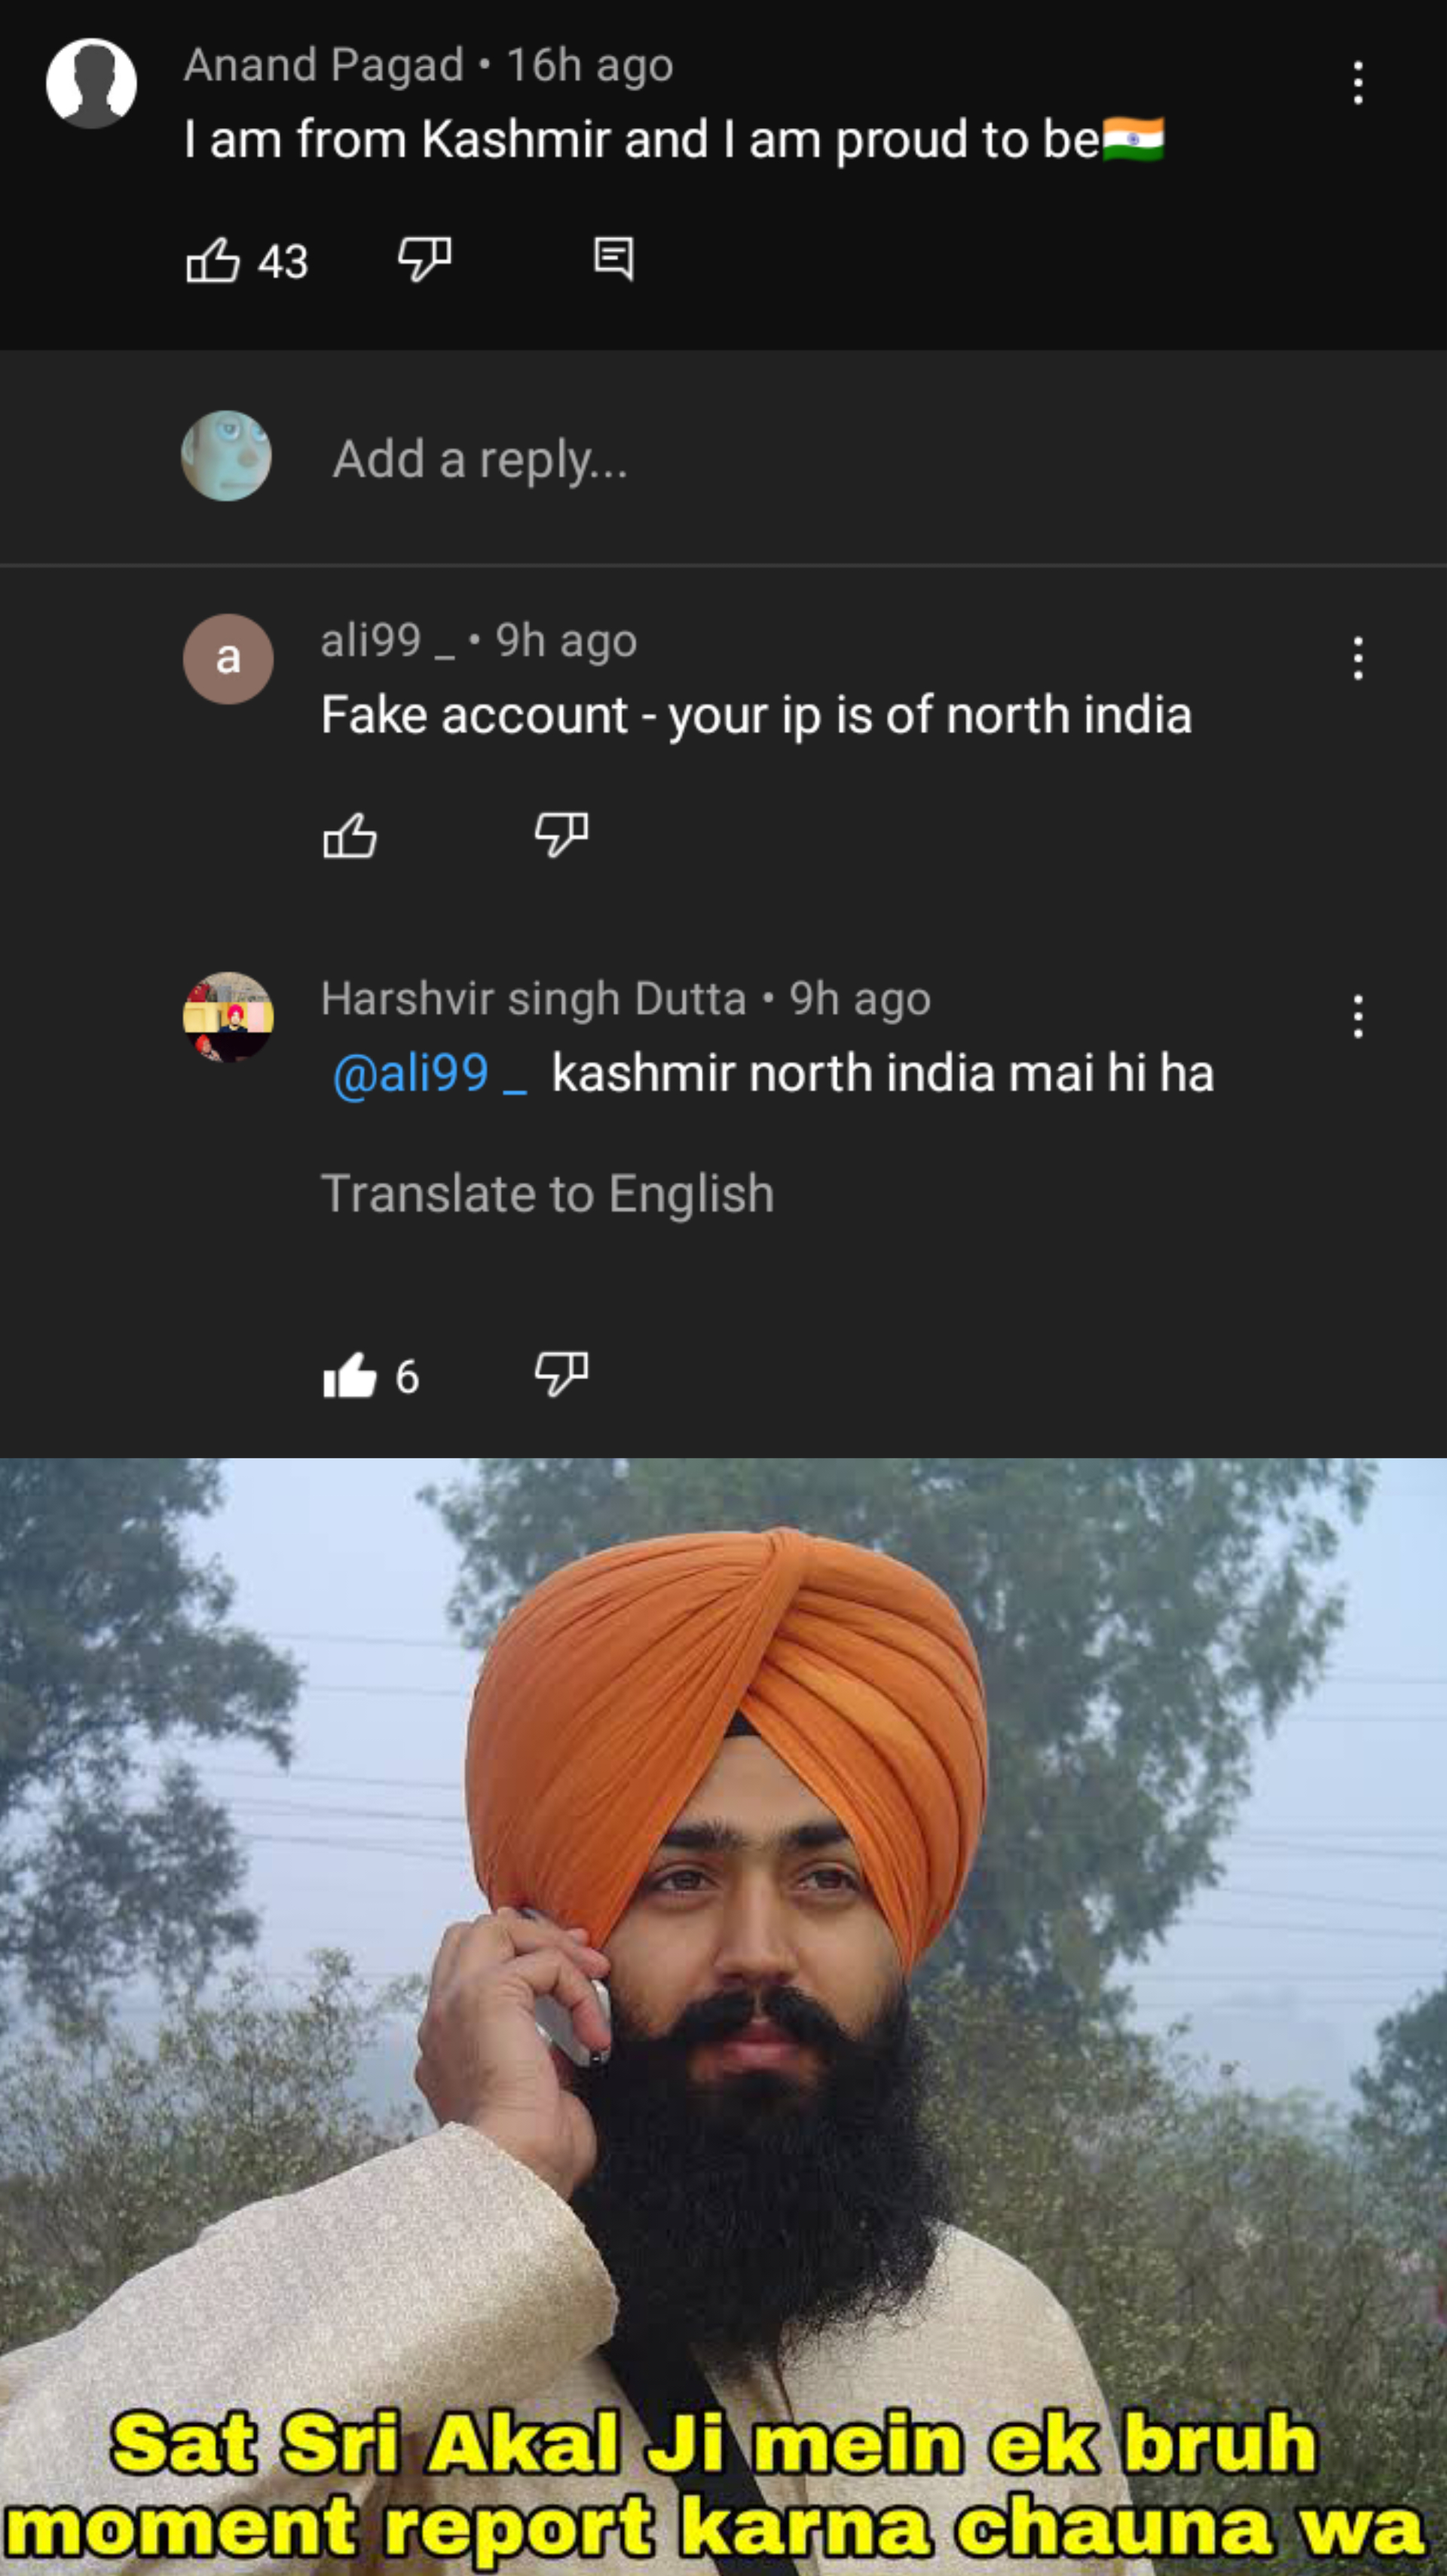 Anand Pagad • 16h ago
I am from Kashmir and I am proud to be🇮🇳
43
Add a reply...
a
ali99 _ • 9h ago
Fake account - your ip is of north india
Harshvir singh Dutta • 9h ago
@ali99 _ kashmir north india mai hi ha
Translate to English
6
Sat Sri Akal Ji mein ek bruh
moment report karna chauna wa